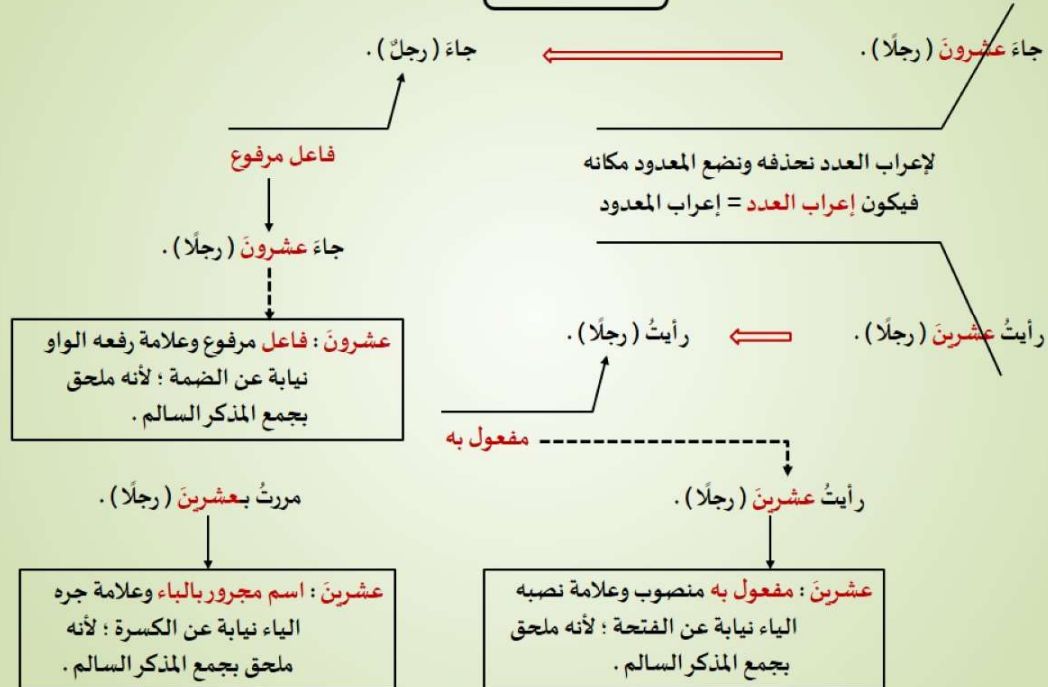 جاءَ عشرونَ ( رجلًا ) .
جاءَ ( رجلٌ ) .
لإعراب العدد نحذفه ونضع المعدود مكانه
فيكون إعراب العدد = إعراب المعدود
فاعل مرفوع
جاءَ عشرونَ ( رجلًا ) .
عشرونَ : فاعل مرفوع وعلامة رفعه الواو
نيابة عن الضمة ؛ لأنه ملحق
بجمع المذكر السالم .
رأيتُ عشرينَ ( رجلًا ) .
رأيتُ ( رجلًا ) .
مفعول به
رأيتُ عشرينَ ( رجلًا ) .
عشرينَ : مفعول به منصوب وعلامة نصبه
الياء نيابة عن الفتحة ؛ لأنه ملحق
بجمع المذكر السالم .
مررتُ بـعشرينَ ( رجلًا ) .
عشرينَ : اسم مجرور بالباء وعلامة جره
الياء نيابة عن الكسرة ؛ لأنه
ملحق بجمع المذكر السالم .